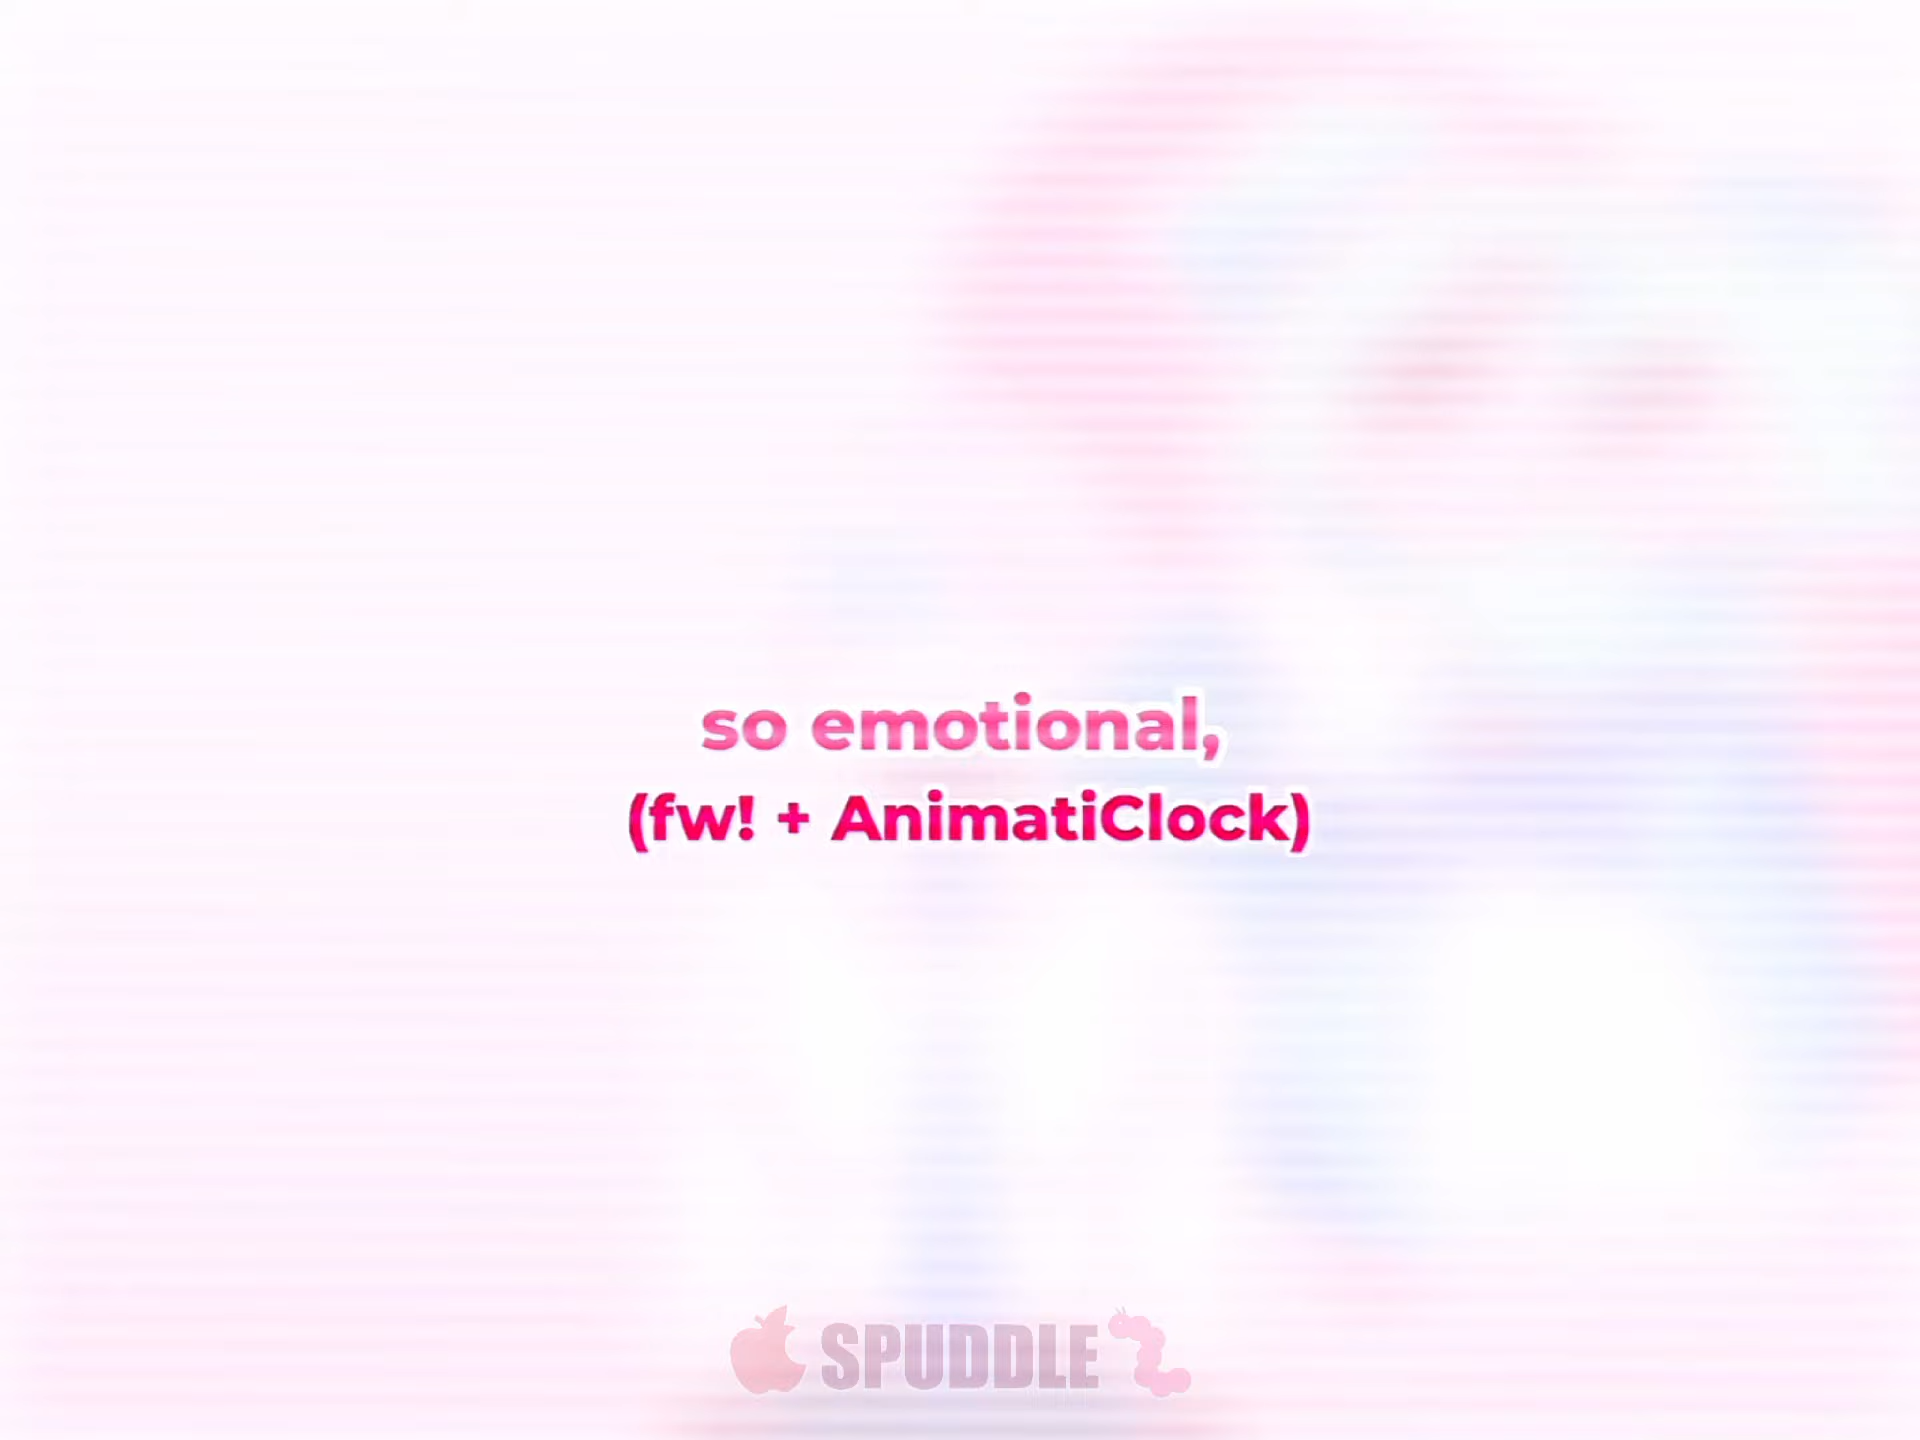 so emotional,
(fw! + AnimatiClock)
SPUDDLE